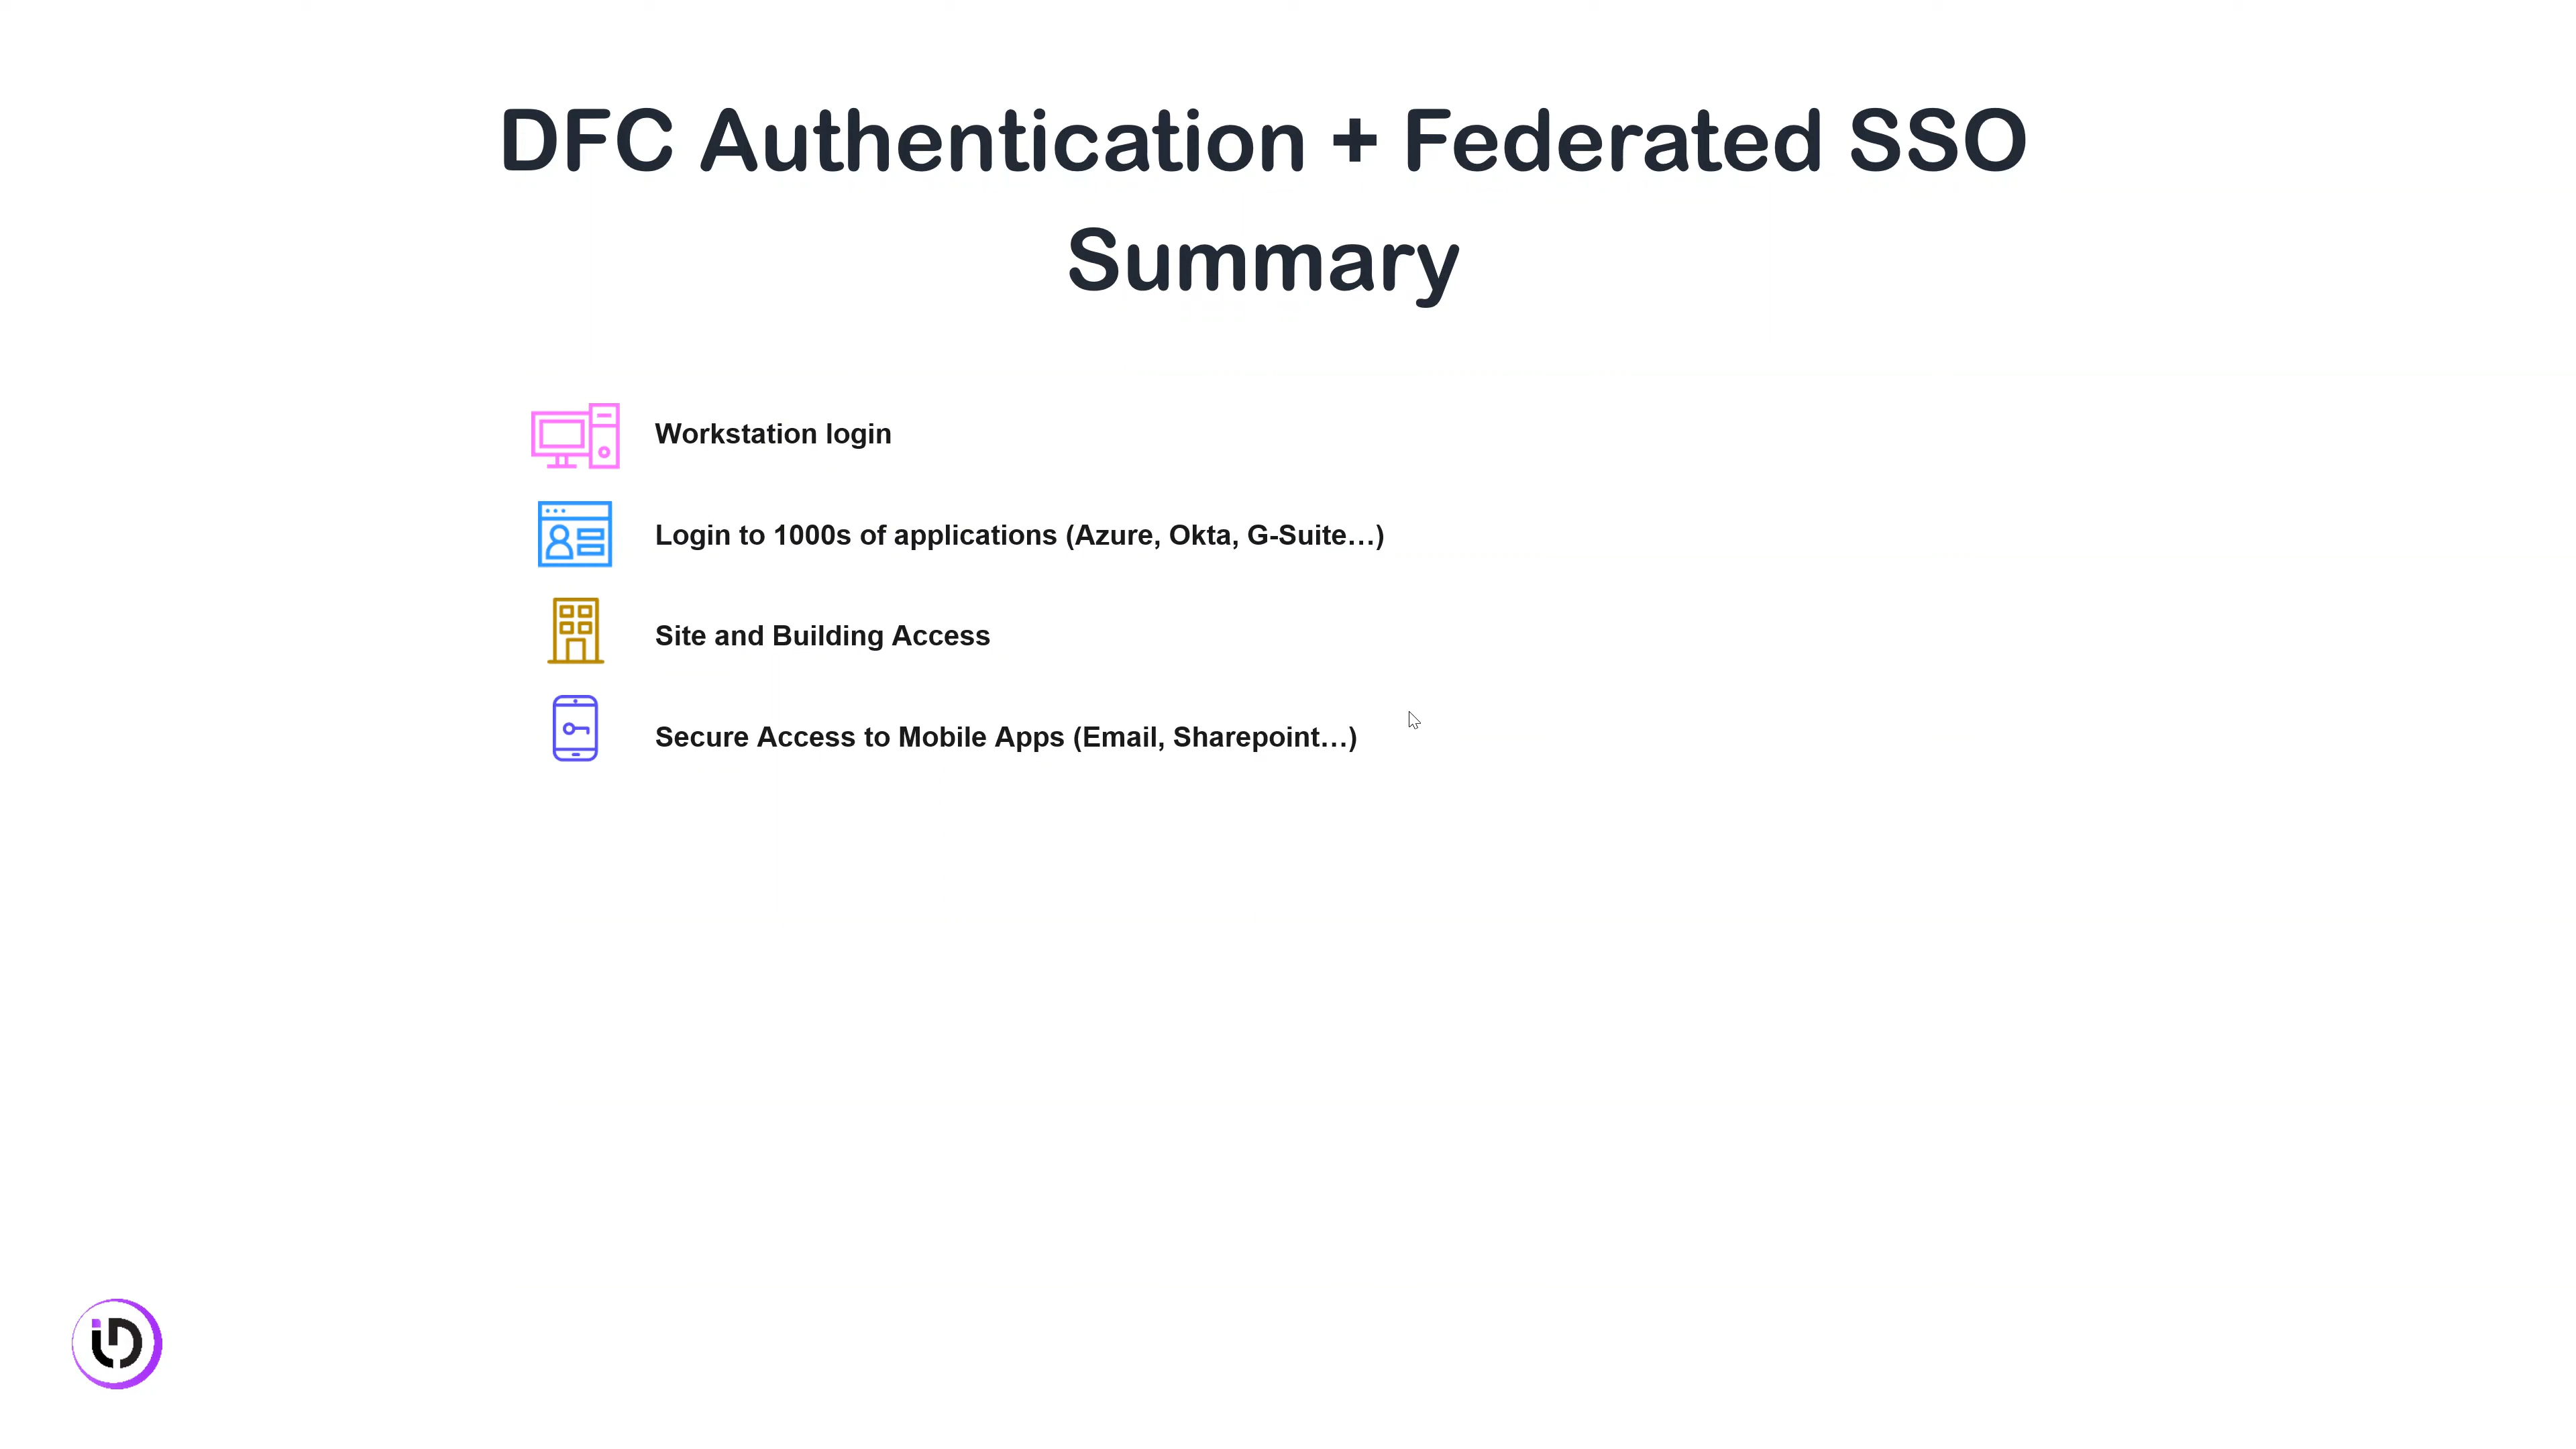 DFC Authentication + Federated SSO
Summary
Workstation login
Login to 1000s of applications (Azure, Okta, G-Suite…)
Site and Building Access
Secure Access to Mobile Apps (Email, Sharepoint…)
iD